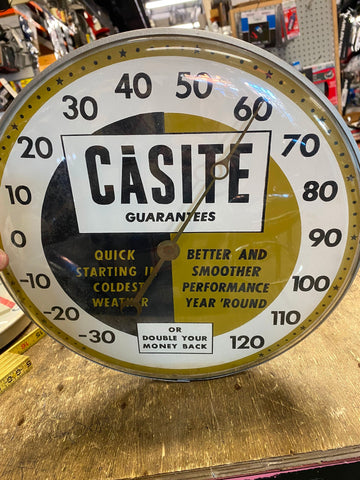 40 50
30 60
20 70
10 80
0 90
-10 100
-20 110
-30 120
CASITE
GUARANTEES
QUICK
STARTING IN
COLDEST
WEATHER
BETTER AND
SMOOTHER
PERFORMANCE
YEAR 'ROUND
OR
DOUBLE YOUR
MONEY BACK